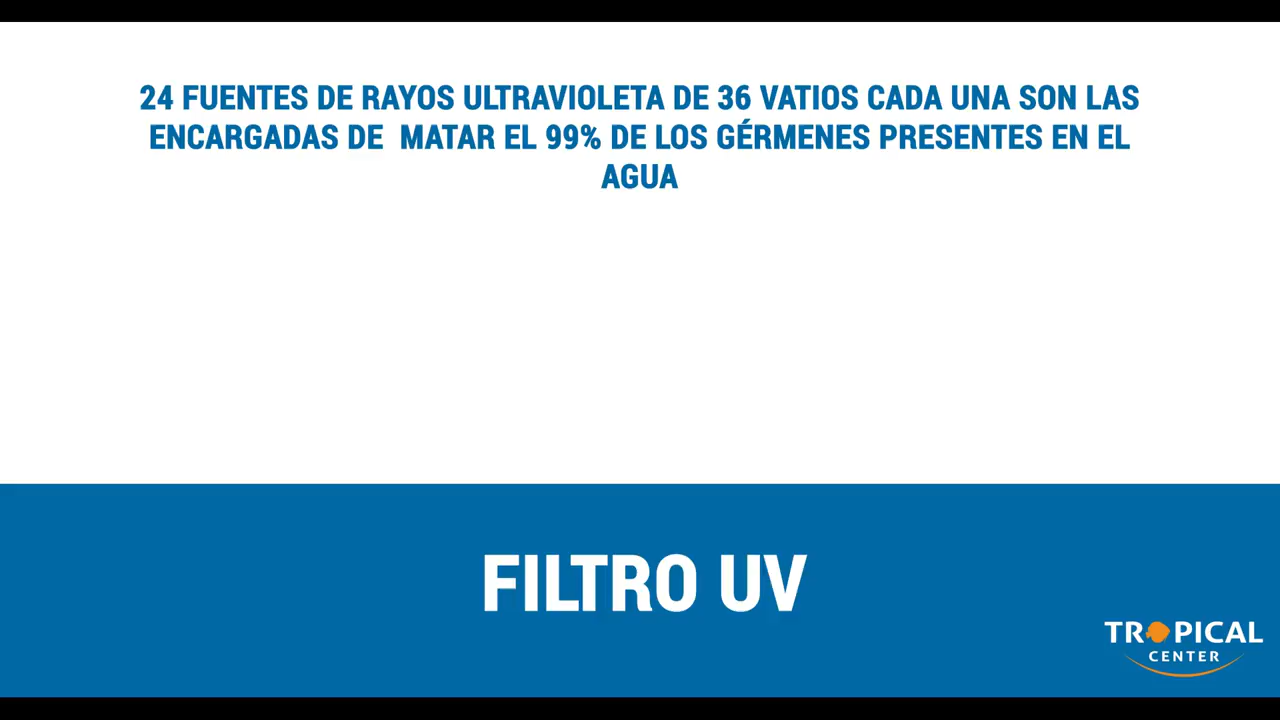 24 FUENTES DE RAYOS ULTRAVIOLETA DE 36 VATIOS CADA UNA SON LAS
ENCARGADAS DE  MATAR EL 99% DE LOS GÉRMENES PRESENTES EN EL
AGUA
FILTRO UV
TROPICAL
CENTER